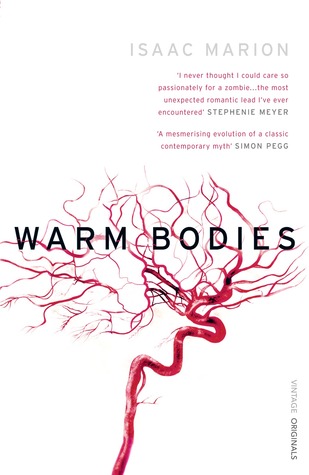 ISAAC MARION
'I never thought I could care so
passionately for a zombie...the most
unexpected romantic lead I've ever
encountered' STEPHENIE MEYER
'A mesmerising evolution of a classic
contemporary myth' SIMON PEGG
WARM BODIES
VINTAGE ORIGINALS